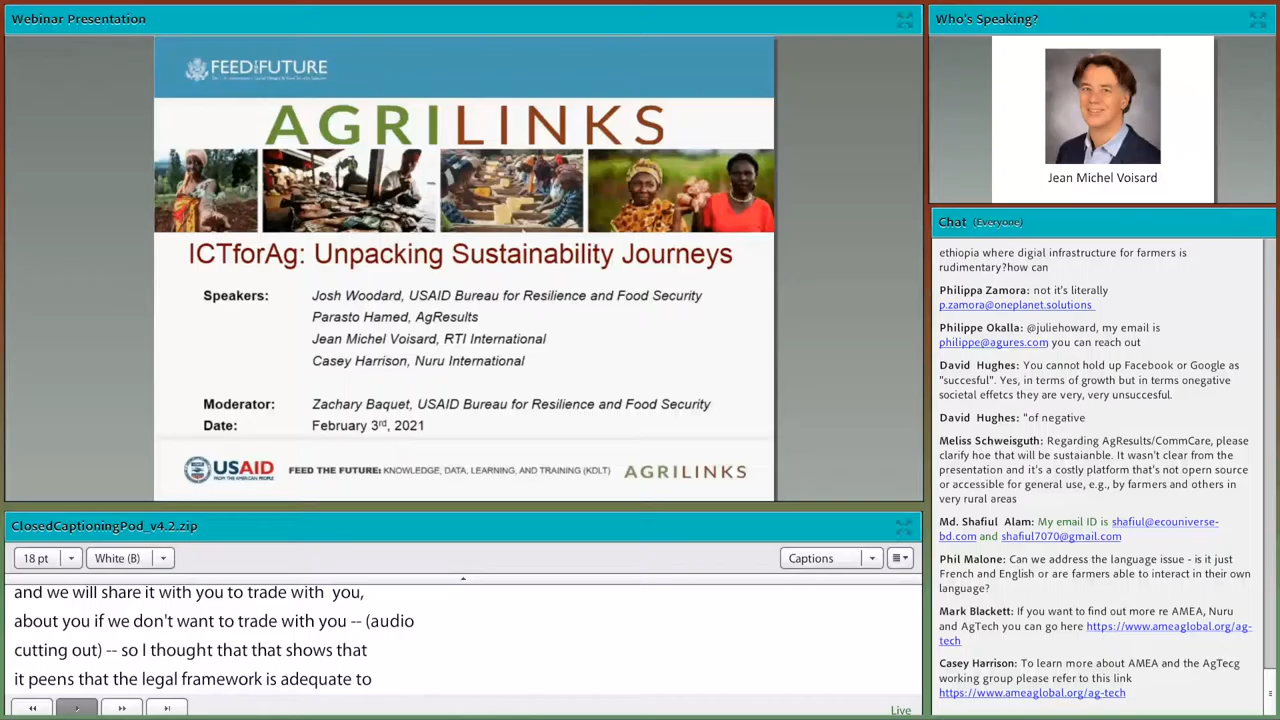 Webinar Presentation
FEED THE FUTURE
AGRILINKS
ICTforAg: Unpacking Sustainability Journeys
Speakers: Josh Woodard, USAID Bureau for Resilience and Food Security
Parasto Hamed, AgResults
Jean Michel Voisard, RTI International
Casey Harrison, Nuru International
Moderator: Zachary Baquet, USAID Bureau for Resilience and Food Security
Date: February 3rd, 2021
USAID
FROM THE AMERICAN PEOPLE
FEED THE FUTURE: KNOWLEDGE, DATA, LEARNING, AND TRAINING (KDLT)
AGRILINKS
ClosedCaptioningPod_v4.2.zip
18 pt White (B) Captions
and we will share it with you to trade with  you,
about you if we don't want to trade with you -- (audio
cutting out) -- so I thought that that shows that
it peens that the legal framework is adequate to
Live
Who's Speaking?
Jean Michel Voisard
Chat (Everyone)
ethiopia where digial infrastructure for farmers is
rudimentary?how can
Philippa Zamora: not it's literally
p.zamora@oneplanet.solutions
Philippe Okalla: @juliehoward, my email is
philippe@agures.com you can reach out
David  Hughes: You cannot hold up Facebook or Google as
"succesful". Yes, in terms of growth but in terms onegative
societal effetcs they are very, very unsuccesful.
David  Hughes: "of negative
Meliss Schweisguth: Regarding AgResults/CommCare, please
clarify hoe that will be sustaianble. It wasn't clear from the
presentation and it's a costly platform that's not open source
or accessible for general use, e.g., by farmers and others in
very rural areas
Md. Shafiul  Alam: My email ID is shafiul@ecouniverse-
bd.com and shafiul7070@gmail.com
Phil Malone: Can we address the language issue - is it just
French and English or are farmers able to interact in their own
language?
Mark Blackett: If you want to find out more re AMEA, Nuru
and AgTech you can go here https://www.ameaglobal.org/ag-
tech
Casey Harrison: To learn more about AMEA and the AgTecg
working group please refer to this link
https://www.ameaglobal.org/ag-tech